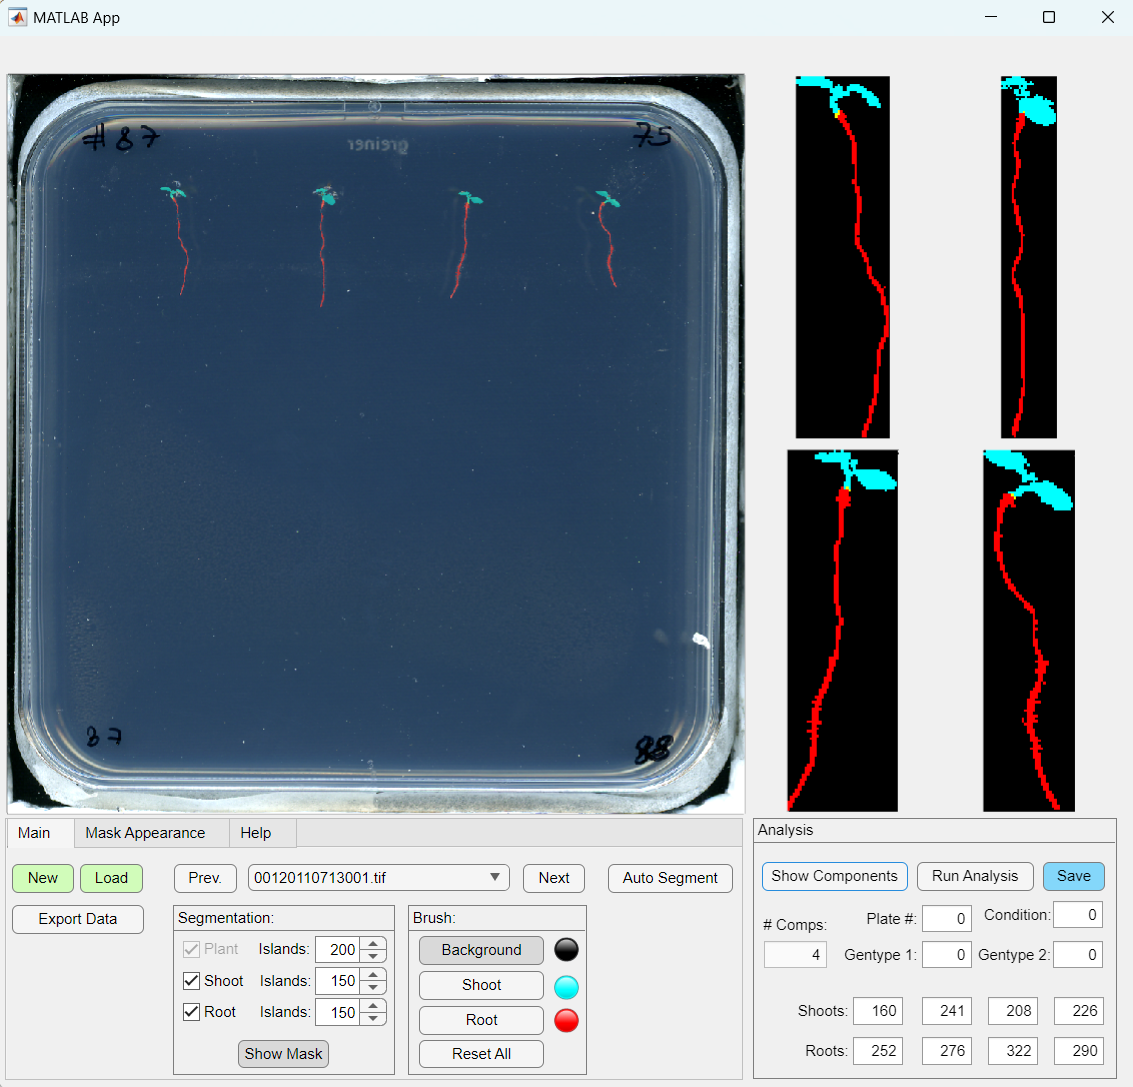 MATLAB App
# 87
75
greiner
87
88
Main Mask Appearance Help
New Load Prev. 00120110713001.tif Next Auto Segment
Export Data
Segmentation:
Plant Islands: 200
Shoot Islands: 150
Root Islands: 150
Show Mask
Brush:
Background
Shoot
Root
Reset All
Analysis
Show Components Run Analysis Save
# Comps: Plate #: 0 Condition: 0
4 Gentype 1: 0 Gentype 2: 0
Shoots: 160 241 208 226
Roots: 252 276 322 290